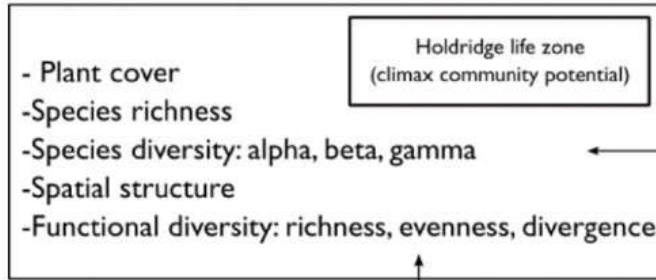 Holdridge life zone
(climax community potential)
- Plant cover
-Species richness
-Species diversity: alpha, beta, gamma
-Spatial structure
-Functional diversity: richness, evenness, divergence